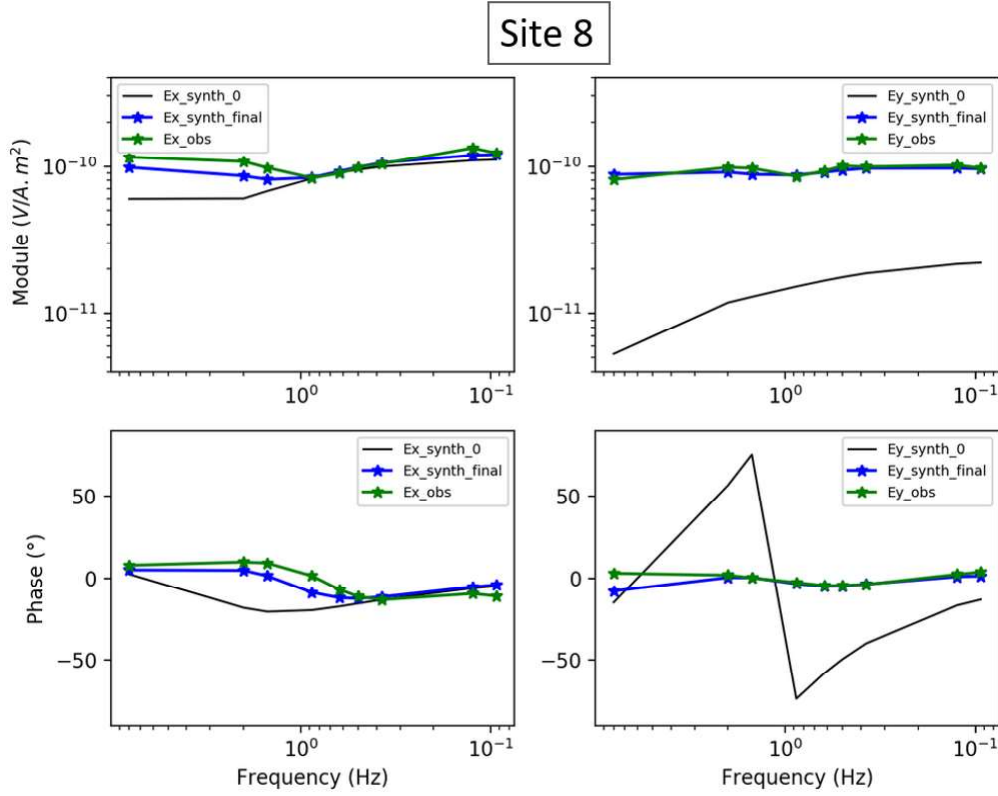 Site 8
Ex_synth_0
Ex_synth_final
Ex_obs
Ey_synth_0
Ey_synth_final
Ey_obs
Module (V/A. m²)
10⁻¹⁰
10⁻¹¹
10⁰
10⁻¹
10⁻¹⁰
10⁻¹¹
10⁰
10⁻¹
Ex_synth_0
Ex_synth_final
Ex_obs
Ey_synth_0
Ey_synth_final
Ey_obs
Phase (°)
50
0
−50
10⁰
10⁻¹
50
0
−50
10⁰
10⁻¹
Frequency (Hz)
Frequency (Hz)